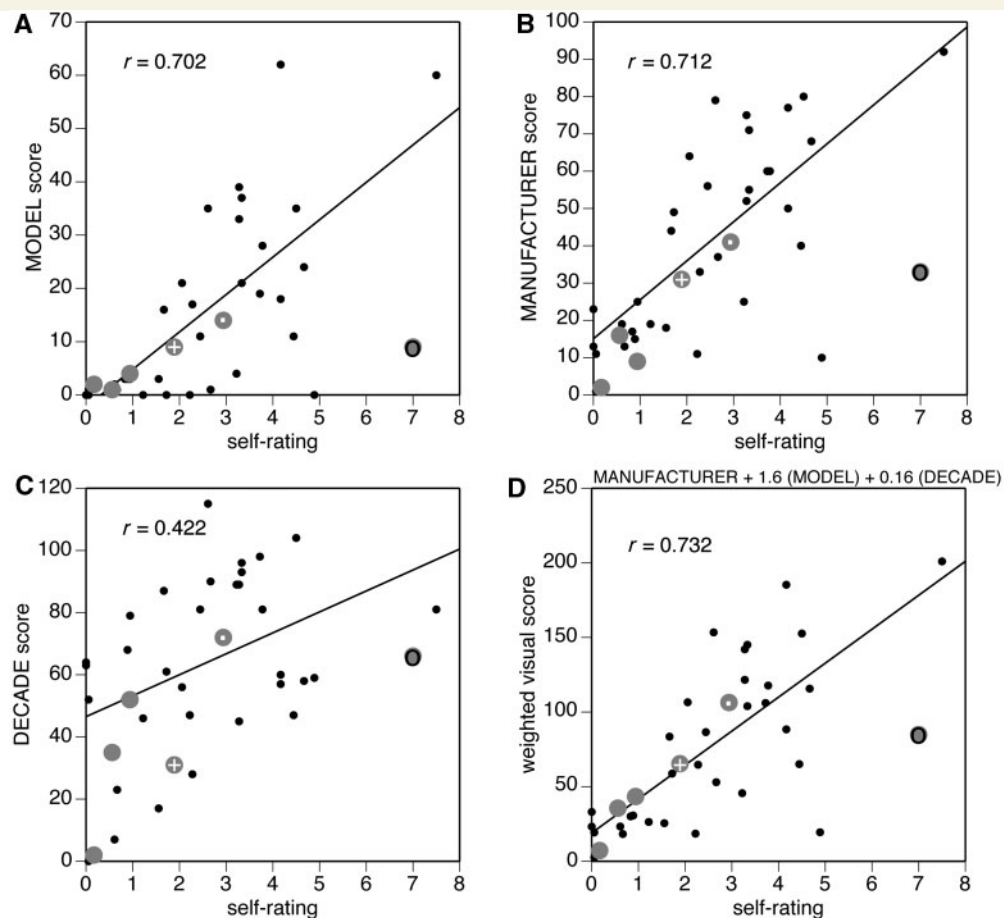 A
r = 0.702
MODEL score
70
60
50
40
30
20
10
0
0 1 2 3 4 5 6 7 8
self-rating
B
r = 0.712
MANUFACTURER score
100
90
80
70
60
50
40
30
20
10
0
0 1 2 3 4 5 6 7 8
self-rating
C
r = 0.422
DECADE score
120
100
80
60
40
20
0
0 1 2 3 4 5 6 7 8
self-rating
D
MANUFACTURER + 1.6 (MODEL) + 0.16 (DECADE)
r = 0.732
weighted visual score
250
200
150
100
50
0
0 1 2 3 4 5 6 7 8
self-rating